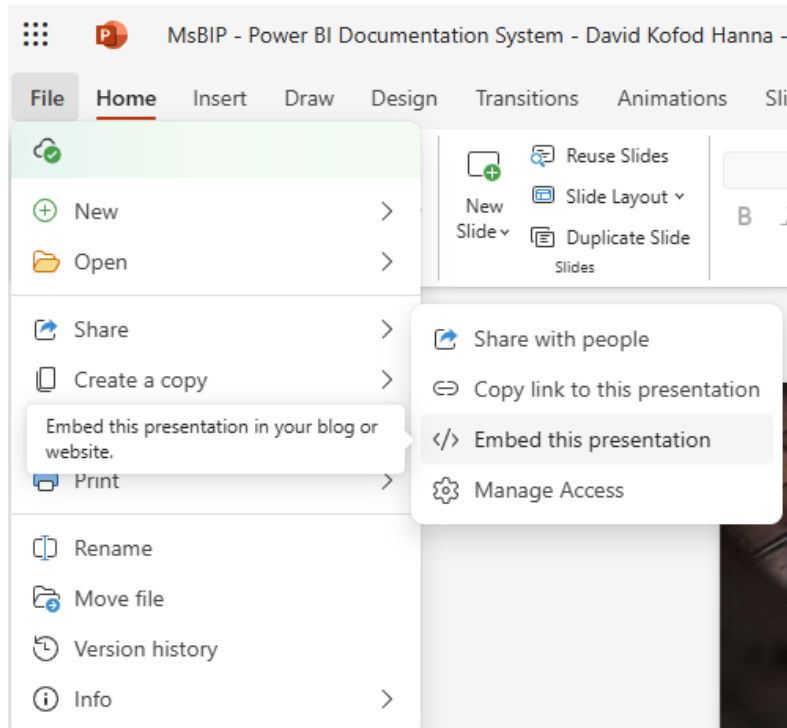 P
MsBIP - Power BI Documentation System - David Kofod Hanna -
File Home Insert Draw Design Transitions Animations
New
Open
Share
Create a copy
Embed this presentation in your blog or
website.
Print
Rename
Move file
Version history
Info
New
Slide
Reuse Slides
Slide Layout
Duplicate Slide
Slides
B
Share with people
Copy link to this presentation
Embed this presentation
Manage Access